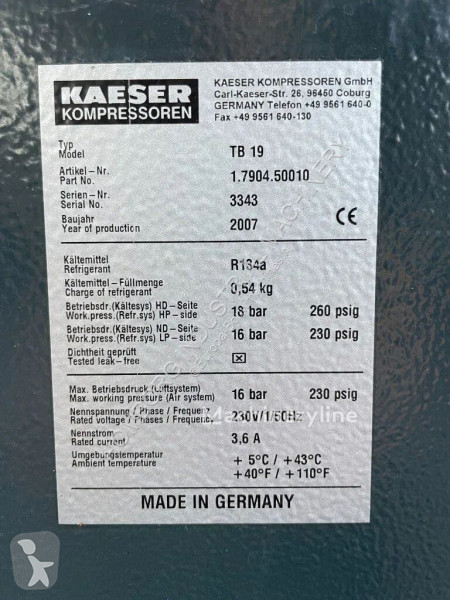 KAESER
KOMPRESSOREN
KAESER KOMPRESSOREN GmbH
Carl-Kaeser-Str. 26, 96450 Coburg
GERMANY Telefon +49 9561 640-0
Fax +49 9561 640-130
Typ
Model TB 19
Artikel-Nr.
Part No. 1.7904.50010
Serien-Nr.
Serial No. 3343
Baujahr
Year of production 2007 CE
Kältemittel
Refrigerant R134a
Kältemittel-Füllmenge
Charge of refrigerant 0,54 kg
Betriebsdr.(Kältesys) HD-Seite
Work.press.(Refr.sys) HP-side 18 bar 260 psig
Betriebsdr.(Kältesys) ND-Seite
Work.press.(Refr.sys) LP-side 16 bar 230 psig
Dichtheit geprüft
Tested leak-free
Max. Betriebsdruck (Luftsystem)
Max. working pressure (Air system) 16 bar 230 psig
Nennspannung / Phase / Frequenz
Rated voltage / Phases / Frequency 230V/1/50Hz
Nennstrom
Rated current 3,6 A
Umgebungstemperatur
Ambient temperature + 5°C / +43°C
+40°F / +110°F
MADE IN GERMANY